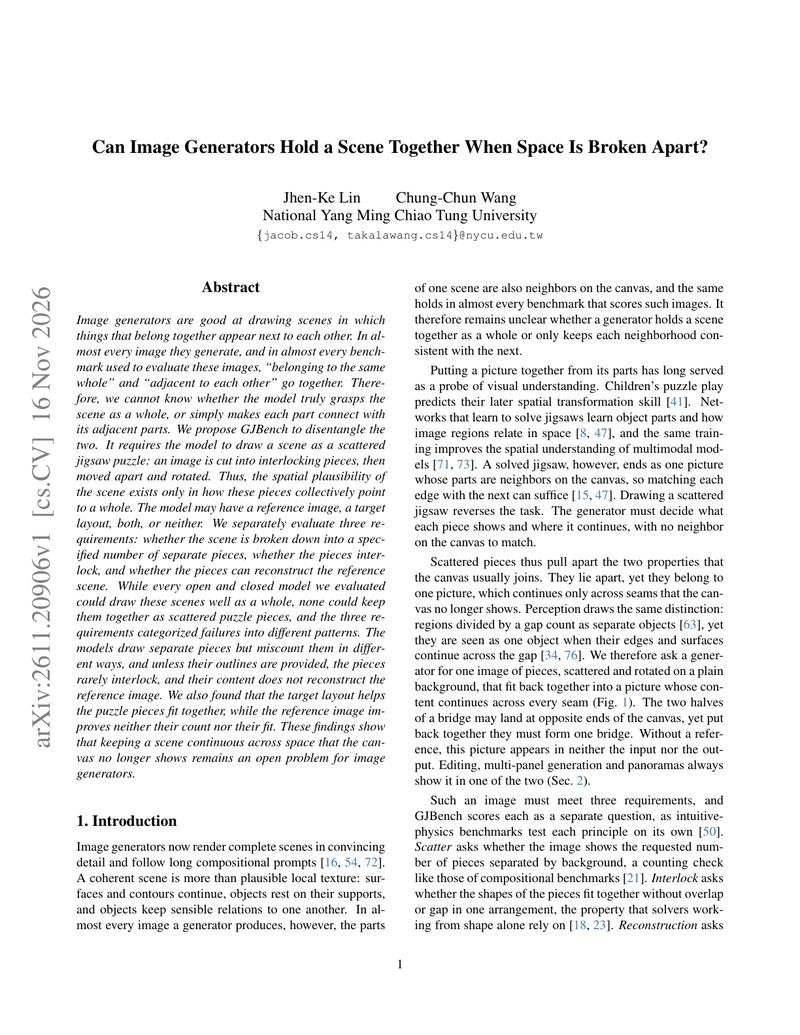 Can Image Generators Hold a Scene Together When Space Is Broken Apart?
Jhen-Ke Lin Chung-Chun Wang
National Yang Ming Chiao Tung University
{jacob.cs14, takalawang.cs14}@nycu.edu.tw
arXiv:2611.20906v1 [cs.CV] 16 Nov 2026
Abstract
Image generators are good at drawing scenes in which
things that belong together appear next to each other. In al-
most every image they generate, and in almost every bench-
mark used to evaluate these images, “belonging to the same
whole” and “adjacent to each other” go together. There-
fore, we cannot know whether the model truly grasps the
scene as a whole, or simply makes each part connect with
its adjacent parts. We propose GJBench to disentangle the
two. It requires the model to draw a scene as a scattered
jigsaw puzzle: an image is cut into interlocking pieces, then
moved apart and rotated. Thus, the spatial plausibility of
the scene exists only in how these pieces collectively point
to a whole. The model may have a reference image, a target
layout, both, or neither. We separately evaluate three re-
quirements: whether the scene is broken down into a spec-
ified number of separate pieces, whether the pieces inter-
lock, and whether the pieces can reconstruct the reference
scene. While every open and closed model we evaluated
could draw these scenes well as a whole, none could keep
them together as scattered puzzle pieces, and the three re-
quirements categorized failures into different patterns. The
models draw separate pieces but miscount them in differ-
ent ways, and unless their outlines are provided, the pieces
rarely interlock, and their content does not reconstruct the
reference image. We also found that the target layout helps
the puzzle pieces fit together, while the reference image im-
proves neither their count nor their fit. These findings show
that keeping a scene continuous across space that the can-
vas no longer shows remains an open problem for image
generators.
1. Introduction
Image generators now render complete scenes in convincing
detail and follow long compositional prompts [16, 54, 72].
A coherent scene is more than plausible local texture: sur-
faces and contours continue, objects rest on their supports,
and objects keep sensible relations to one another. In al-
most every image a generator produces, however, the parts
of one scene are also neighbors on the canvas, and the same
holds in almost every benchmark that scores such images. It
therefore remains unclear whether a generator holds a scene
together as a whole or only keeps each neighborhood con-
sistent with the next.
Putting a picture together from its parts has long served
as a probe of visual understanding. Children’s puzzle play
predicts their later spatial transformation skill [41]. Net-
works that learn to solve jigsaws learn object parts and how
image regions relate in space [8, 47], and the same train-
ing improves the spatial understanding of multimodal mod-
els [71, 73]. A solved jigsaw, however, ends as one picture
whose parts are neighbors on the canvas, so matching each
edge with the next can suffice [15, 47]. Drawing a scattered
jigsaw reverses the task. The generator must decide what
each piece shows and where it continues, with no neighbor
on the canvas to match.
Scattered pieces thus pull apart the two properties that
the canvas usually joins. They lie apart, yet they belong to
one picture, which continues only across seams that the can-
vas no longer shows. Perception draws the same distinction:
regions divided by a gap count as separate objects [63], yet
they are seen as one object when their edges and surfaces
continue across the gap [34, 76]. We therefore ask a gener-
ator for one image of pieces, scattered and rotated on a plain
background, that fit back together into a picture whose con-
tent continues across every seam (Fig. 1). The two halves
of a bridge may land at opposite ends of the canvas, yet put
back together they must form one bridge. Without a refer-
ence, this picture appears in neither the input nor the out-
put. Editing, multi-panel generation and panoramas always
show it in one of the two (Sec. 2).
Such an image must meet three requirements, and
GJBench scores each as a separate question, as intuitive-
physics benchmarks test each principle on its own [50].
Scatter asks whether the image shows the requested num-
ber of pieces separated by background, a counting check
like those of compositional benchmarks [21]. Interlock asks
whether the shapes of the pieces fit together without overlap
or gap in one arrangement, the property that solvers work-
ing from shape alone rely on [18, 23]. Reconstruction asks
1